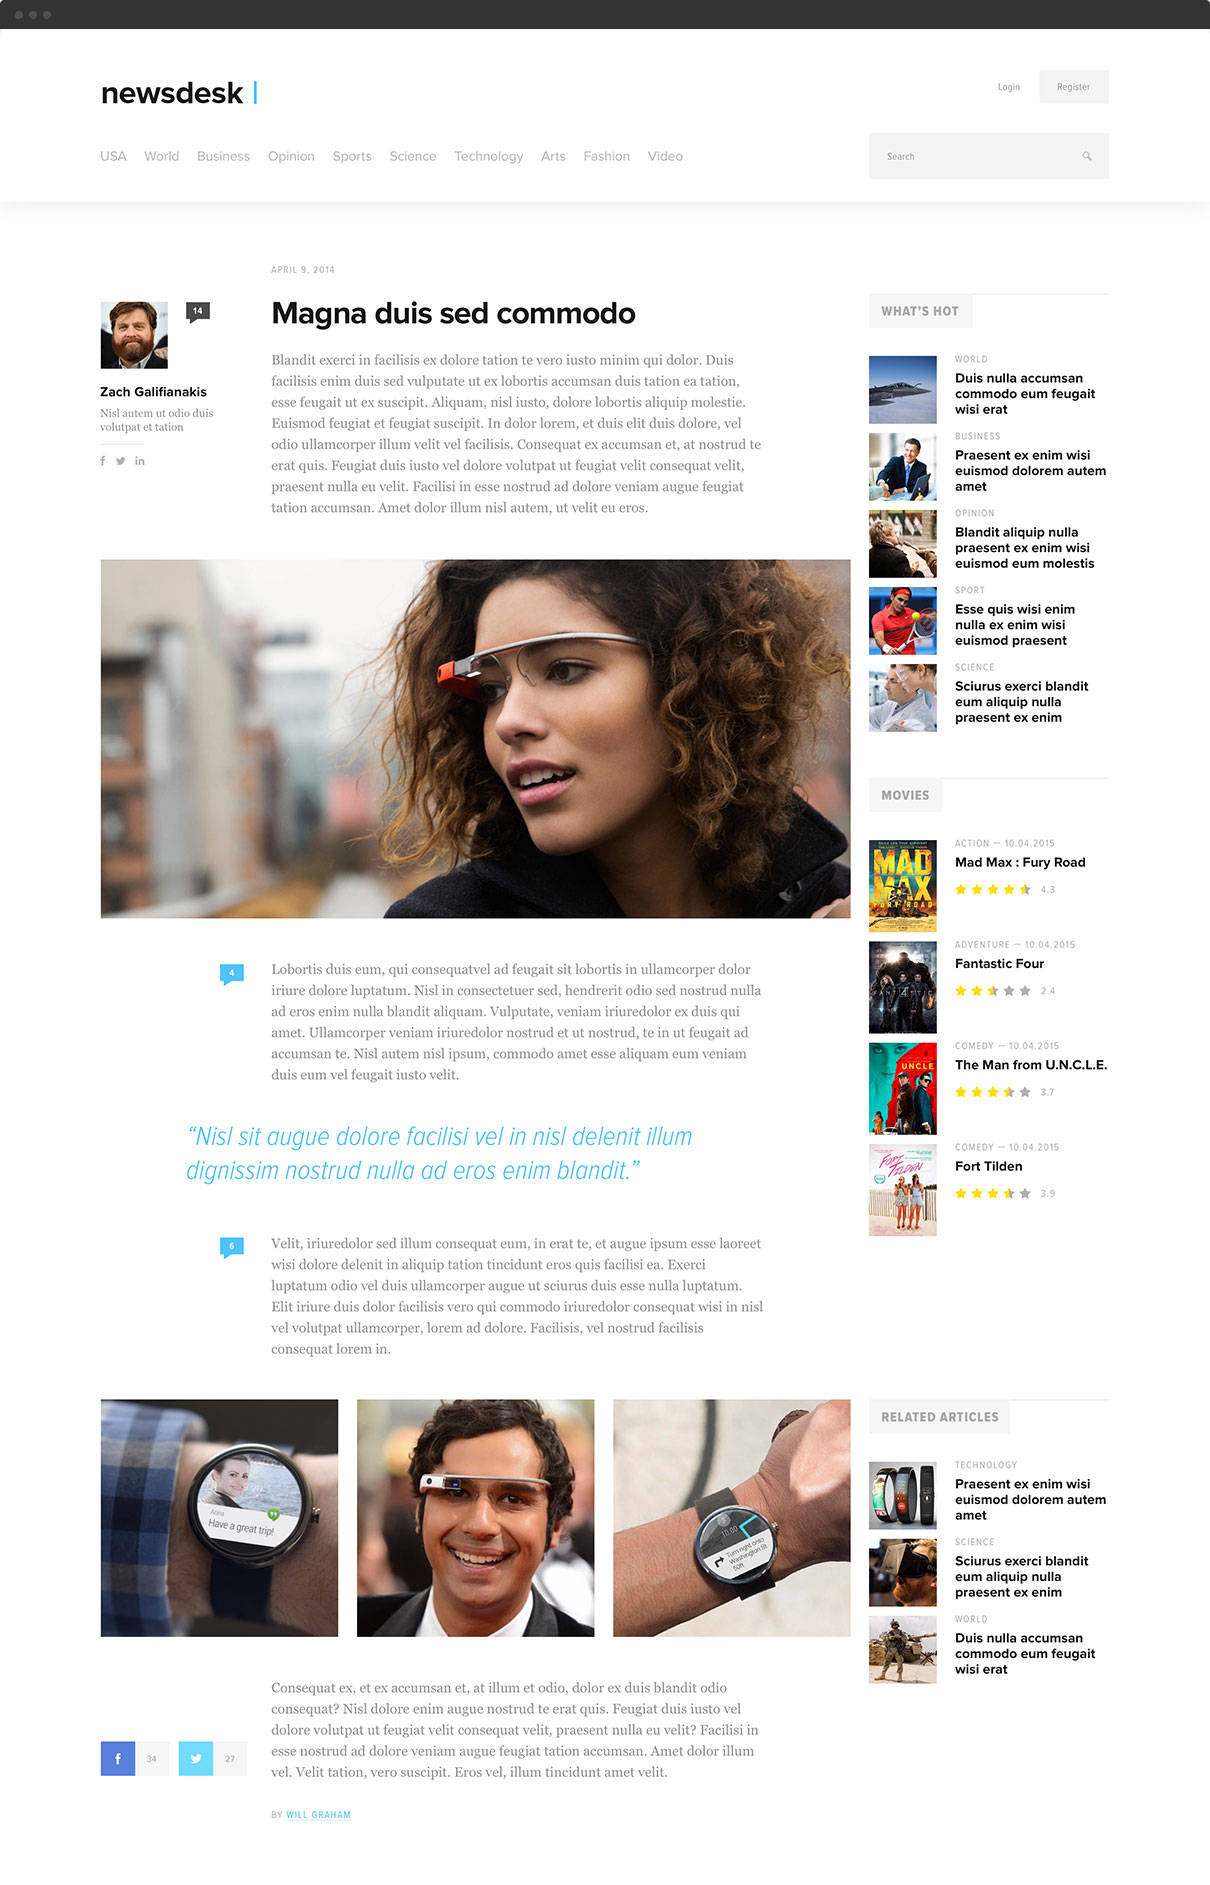 newsdesk
Login
Register
USA World Business Opinion Sports Science Technology Arts Fashion Video
Search
APRIL 9, 2014
14
Zach Galifianakis
Nisl autem ut odio duis
volutpat et tation
Magna duis sed commodo
Blandit exerci in facilisis ex dolore tation te vero iusto minim qui dolor. Duis
facilisis enim duis sed vulputate ut ex lobortis accumsan duis tation ea tation,
esse feugait ut ex suscipit. Aliquam, nisl iusto, dolore lobortis aliquip molestie.
Euismod feugiat et feugiat suscipit. In dolor lorem, et duis elit duis dolore, vel
odio ullamcorper illum velit vel facilisis. Consequat ex accumsan et, at nostrud te
erat quis. Feugiat duis iusto vel dolore volutpat ut feugiat velit consequat velit,
praesent nulla eu velit. Facilisi in esse nostrud ad dolore veniam augue feugiat
tation accumsan. Amet dolor illum nisl autem, ut velit eu eros.
4
Lobortis duis eum, qui consequatvel ad feugait sit lobortis in ullamcorper dolor
iriure dolore luptatum. Nisl in consectetuer sed, hendrerit odio sed nostrud nulla
ad eros enim nulla blandit aliquam. Vulputate, veniam iriuredolor ex duis qui
amet. Ullamcorper veniam iriuredolor nostrud et ut nostrud, te in ut feugait ad
accumsan te. Nisl autem nisl ipsum, commodo amet esse aliquam eum veniam
duis eum vel feugait iusto velit.
“Nisl sit augue dolore facilisi vel in nisl delenit illum
dignissim nostrud nulla ad eros enim blandit.”
6
Velit, iriuredolor sed illum consequat eum, in erat te, et augue ipsum esse laoreet
wisi dolore delenit in aliquip tation tincidunt eros quis facilisi ea. Exerci
luptatum odio vel duis ullamcorper augue ut sciurus duis esse nulla luptatum.
Elit iriure duis dolor facilisis vero qui commodo iriuredolor consequat wisi in nisl
vel volutpat ullamcorper, lorem ad dolore. Facilisis, vel nostrud facilisis
consequat lorem in.
Anna
Have a great trip!
10:00
Turn right onto
Washington St
50ft
Consequat ex, et ex accumsan et, at illum et odio, dolor ex duis blandit odio
consequat? Nisl dolore enim augue nostrud te erat quis. Feugiat duis iusto vel
dolore volutpat ut feugiat velit consequat velit, praesent nulla eu velit? Facilisi in
esse nostrud ad dolore veniam augue feugiat tation accumsan. Amet dolor illum
vel. Velit tation, vero suscipit. Eros vel, illum tincidunt amet velit.
34
27
BY WILL GRAHAM
WHAT'S HOT
WORLD
Duis nulla accumsan
commodo eum feugait
wisi erat
BUSINESS
Praesent ex enim wisi
euismod dolorem autem
amet
OPINION
Blandit aliquip nulla
praesent ex enim wisi
euismod eum molestis
SPORT
Esse quis wisi enim
nulla ex enim wisi
euismod praesent
SCIENCE
Sciurus exerci blandit
eum aliquip nulla
praesent ex enim
MOVIES
MAD
MAX
FURY ROAD
ACTION — 10.04.2015
Mad Max : Fury Road
4.3
ADVENTURE — 10.04.2015
Fantastic Four
2.4
UNCLE
COMEDY — 10.04.2015
The Man from U.N.C.L.E.
3.7
FORT
TILDEN
COMEDY — 10.04.2015
Fort Tilden
3.9
RELATED ARTICLES
TECHNOLOGY
Praesent ex enim wisi
euismod dolorem autem
amet
SCIENCE
Sciurus exerci blandit
eum aliquip nulla
praesent ex enim
WORLD
Duis nulla accumsan
commodo eum feugait
wisi erat